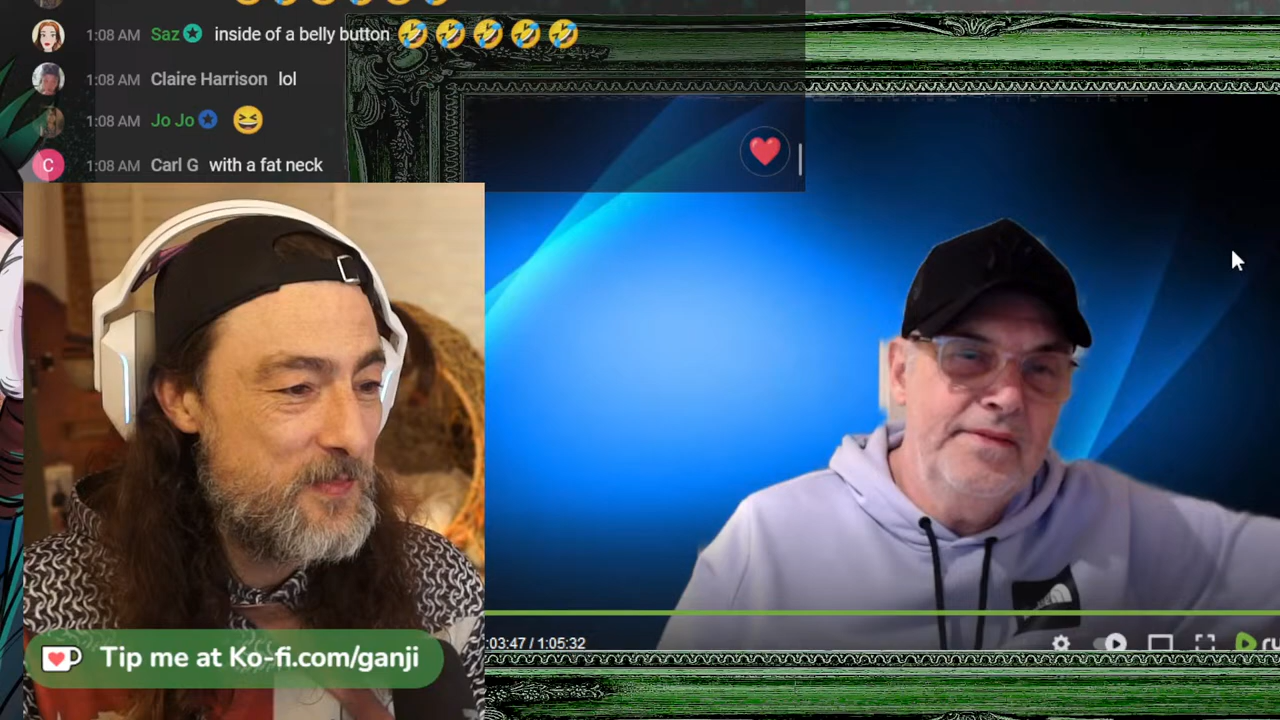 1:08 AM Saz inside of a belly button 🤣🤣🤣🤣🤣
1:08 AM Claire Harrison lol
1:08 AM Jo Jo 😆
C 1:08 AM Carl G with a fat neck
Tip me at Ko-fi.com/ganji
:03:47 / 1:05:32